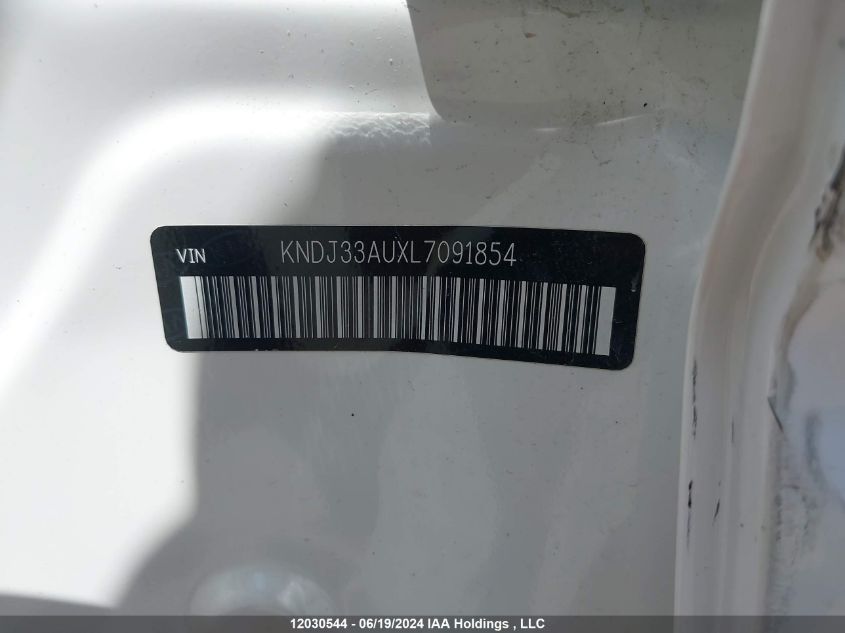 VIN KNDJ33AUXL7091854
12030544 - 06/19/2024 IAA Holdings , LLC